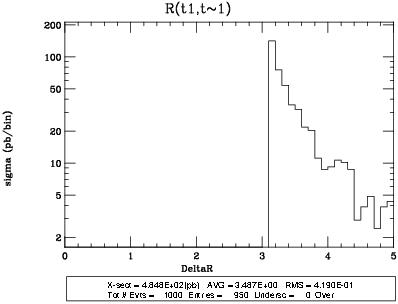 R(t1,t~1)
200
100
50
20
10
5
2
sigma (pb/bin)
0 1 2 3 4 5
DeltaR
X-sect = 4.848E+02(pb) AVG = 3.487E+00 RMS = 4.190E-01
Tot # Evts = 1000 Entries = 950 Undersc = 0 Over